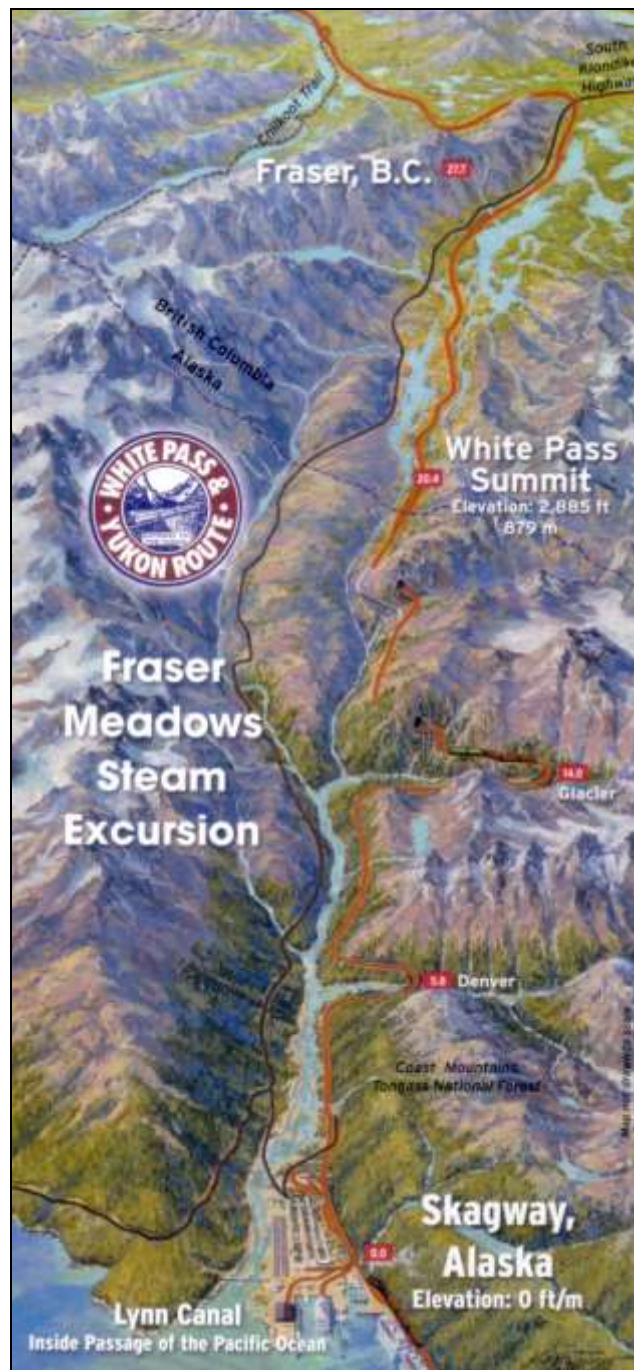 South
Klondike
Highway
Chilkoot Trail
Fraser, B.C. 27.7
British Columbia
Alaska
WHITE PASS &
YUKON ROUTE
20.4
White Pass
Summit
Elevation: 2,885 ft
879 m
Fraser
Meadows
Steam
Excursion
14.0
Glacier
5.8 Denver
Coast Mountains
Tongass National Forest
Skagway,
Alaska
Elevation: 0 ft/m
0.0
Lynn Canal
Inside Passage of the Pacific Ocean